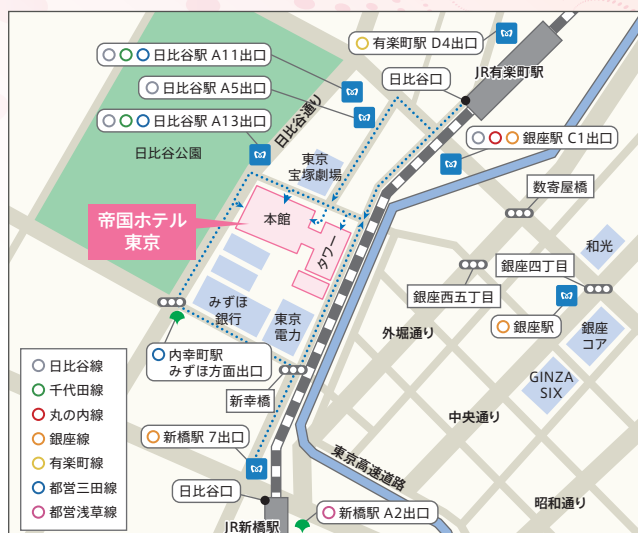 有楽町駅 D4出口
日比谷駅 A11出口
日比谷口
JR有楽町駅
日比谷駅 A5出口
日比谷通り
日比谷駅 A13出口
銀座駅 C1出口
日比谷公園
東京
宝塚劇場
数寄屋橋
帝国ホテル
東京
本館
タワー
和光
銀座四丁目
銀座西五丁目
みずほ
銀行
東京
電力
外堀通り
銀座駅
銀座
コア
内幸町駅
みずほ方面出口
日比谷線
千代田線
丸の内線
銀座線
有楽町線
都営三田線
都営浅草線
新幸橋
GINZA
SIX
中央通り
新橋駅 7出口
東京高速道路
日比谷口
昭和通り
新橋駅 A2出口
JR新橋駅